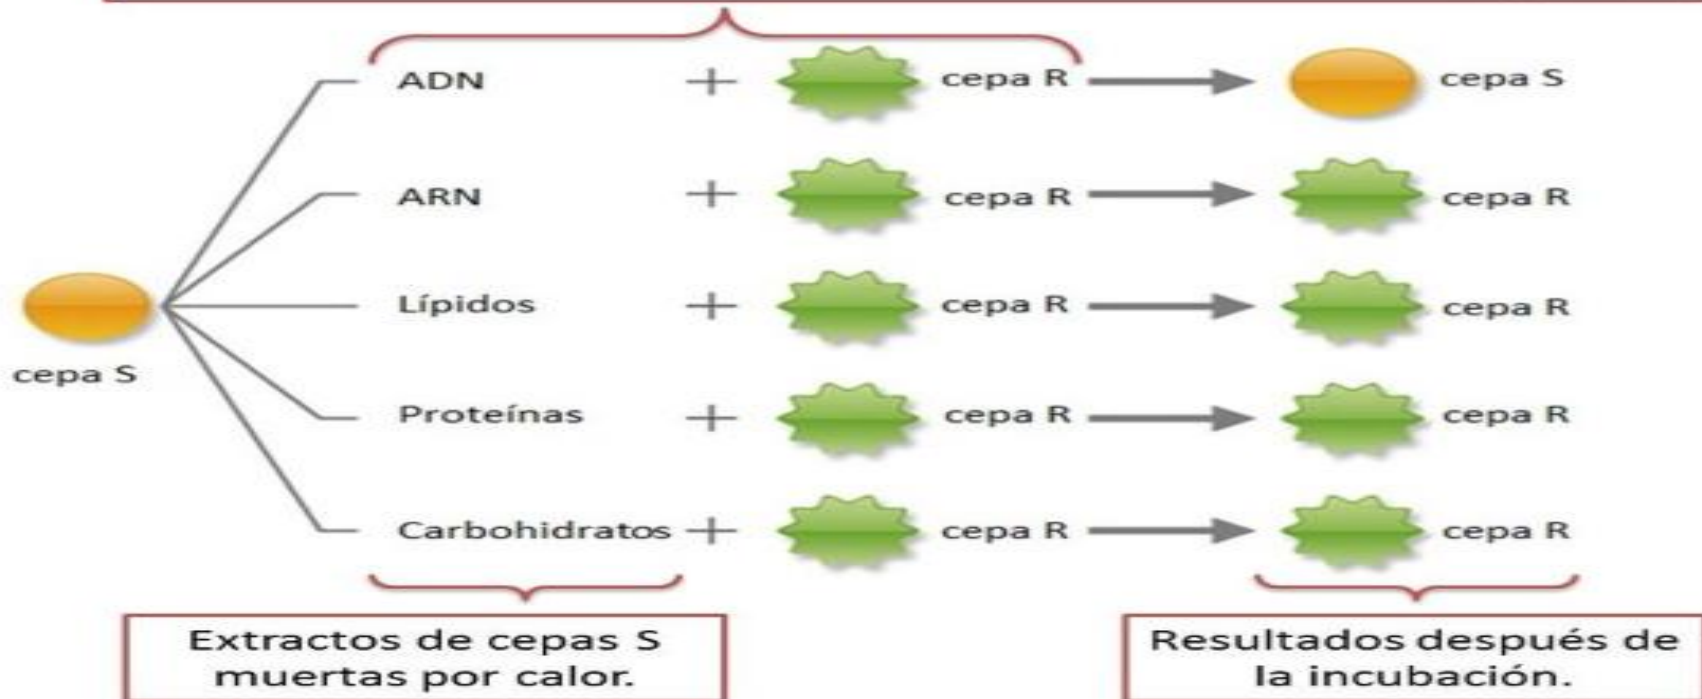 ADN + cepa R cepa S
ARN + cepa R cepa R
Lípidos + cepa R cepa R
cepa S
Proteínas + cepa R cepa R
Carbohidratos + cepa R cepa R
Extractos de cepas S
muertas por calor.
Resultados después de
la incubación.